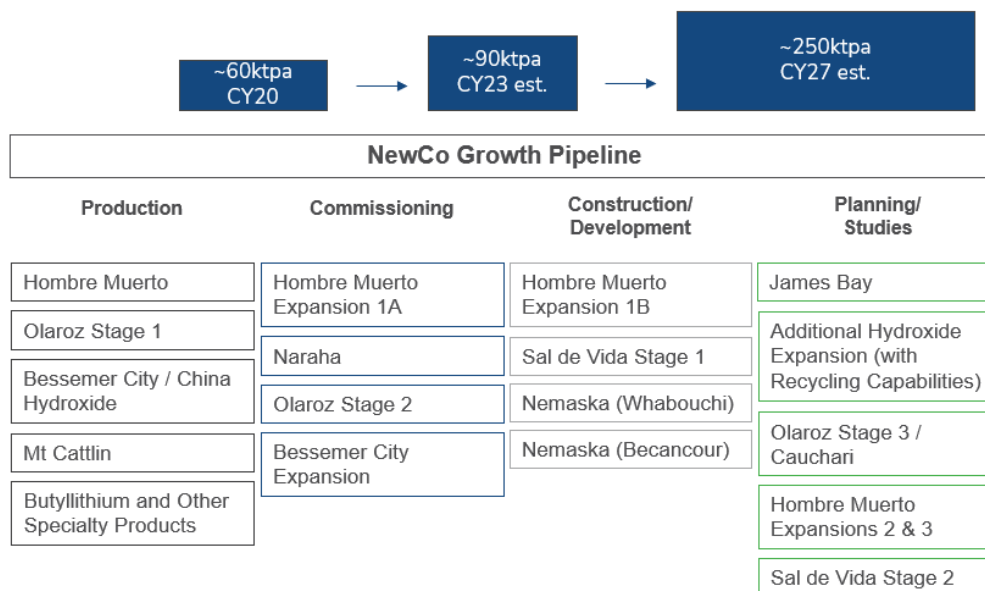 ~60ktpa
CY20
~90ktpa
CY23 est.
~250ktpa
CY27 est.
NewCo Growth Pipeline
Production
Commissioning
Construction/
Development
Planning/
Studies
Hombre Muerto
Olaroz Stage 1
Bessemer City / China
Hydroxide
Mt Cattlin
Butyllithium and Other
Specialty Products
Hombre Muerto
Expansion 1A
Naraha
Olaroz Stage 2
Bessemer City
Expansion
Hombre Muerto
Expansion 1B
Sal de Vida Stage 1
Nemaska (Whabouchi)
Nemaska (Becancour)
James Bay
Additional Hydroxide
Expansion (with
Recycling Capabilities)
Olaroz Stage 3 /
Cauchari
Hombre Muerto
Expansions 2 & 3
Sal de Vida Stage 2